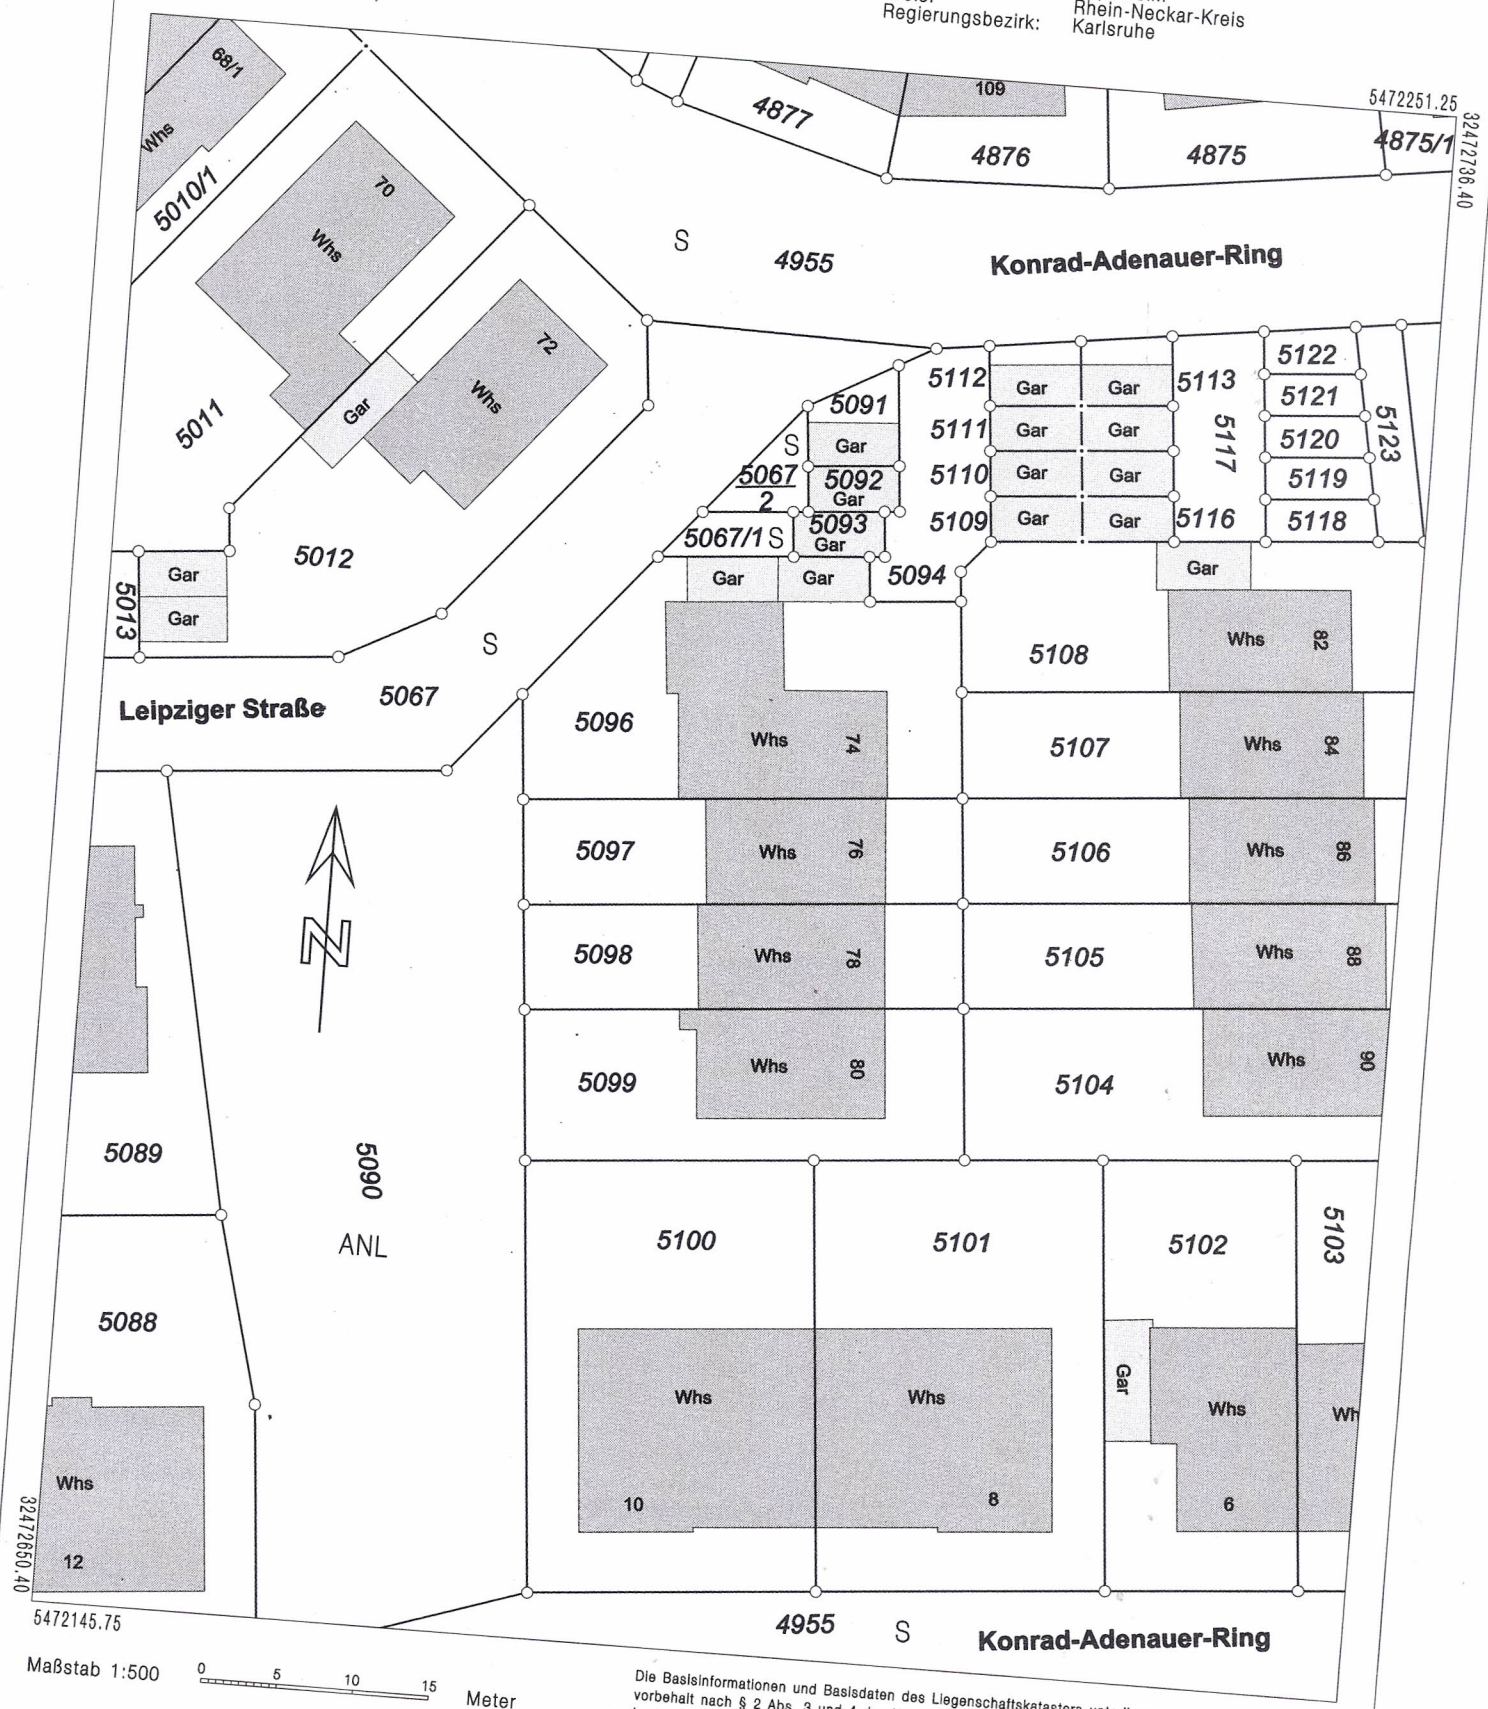 Rhein-Neckar-Kreis
Regierungsbezirk: Karlsruhe
5472251.25
32472736.40
68/1
Whs
5010/1
70
Whs
4877
109
4876
4875
4875/1
S
4955
Konrad-Adenauer-Ring
72
Whs
Gar
5011
5012
5013
Gar
Gar
5091
Gar
S
5067
2
5092
Gar
5067/1 S
5093
Gar
5094
Gar
Gar
5112
Gar
Gar
5113
5111
Gar
Gar
5110
Gar
Gar
5109
Gar
Gar
5116
5117
5122
5121
5120
5119
5118
5123
Gar
S
Leipziger Straße
5067
5096
Whs
74
5108
Whs
82
5107
Whs
84
5097
Whs
76
5106
Whs
86
5098
Whs
78
5105
Whs
88
5099
Whs
80
5104
Whs
90
N
5089
5090
ANL
5088
5100
5101
5102
5103
Whs
Whs
Gar
Whs
Wh
10
8
6
Whs
12
32472650.40
5472145.75
4955
S
Konrad-Adenauer-Ring
Maßstab 1:500
0 5 10 15
Meter
Die Basisinformationen und Basisdaten des Liegenschaftskatasters
vorbehalt nach § 2 Abs. 3 und 4